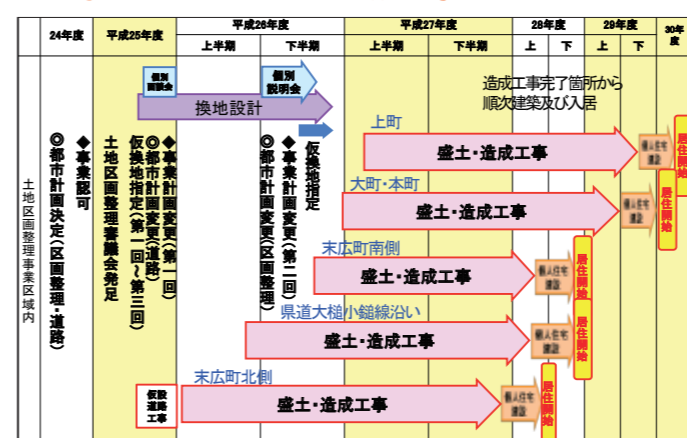 24年度
平成25年度
平成26年度
平成27年度
28年度
29年度
30年度
上半期
下半期
上半期
下半期
上
下
上
下
土地区画整理事業区域内
◆事業認可
◎都市計画決定(区画整理・道路)
個別面談会
個別説明会
換地設計
造成工事完了箇所から
順次建築及び入居
◆事業計画変更(第一回)
◎都市計画変更(道路)
仮換地指定(第一回~第三回)
土地区画整理審議会発足
仮換地指定
◆事業計画変更(第二回)
◎都市計画変更(区画整理)
上町
盛土・造成工事
個人住宅建設
居住開始
大町・本町
盛土・造成工事
個人住宅建設
居住開始
末広町南側
盛土・造成工事
個人住宅建設
居住開始
県道大槌小鎚線沿い
盛土・造成工事
個人住宅建設
居住開始
末広町北側
仮設道路工事
盛土・造成工事
個人住宅建設
居住開始